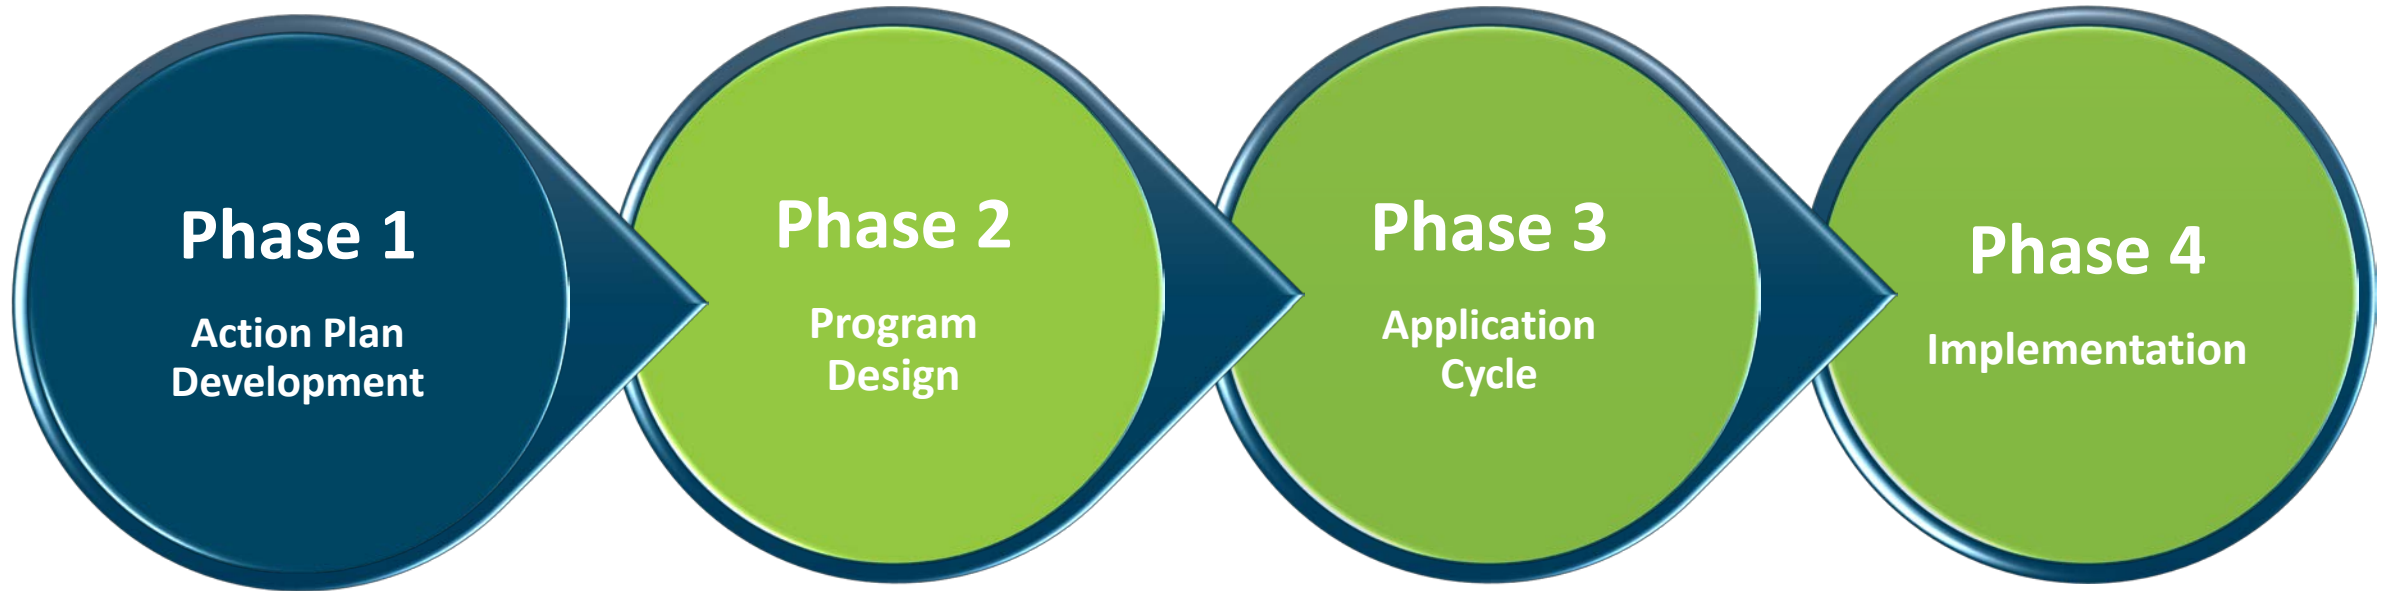 Phase 1
Action Plan
Development
Phase 2
Program
Design
Phase 3
Application
Cycle
Phase 4
Implementation